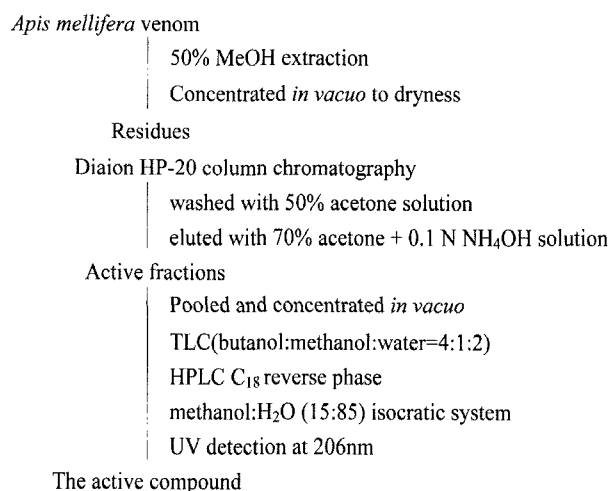 Apis mellifera venom
50% MeOH extraction
Concentrated in vacuo to dryness
Residues
Diaion HP-20 column chromatography
washed with 50% acetone solution
eluted with 70% acetone + 0.1 N NH₄OH solution
Active fractions
Pooled and concentrated in vacuo
TLC(butanol:methanol:water=4:1:2)
HPLC C₁₈ reverse phase
methanol:H₂O (15:85) isocratic system
UV detection at 206nm
The active compound